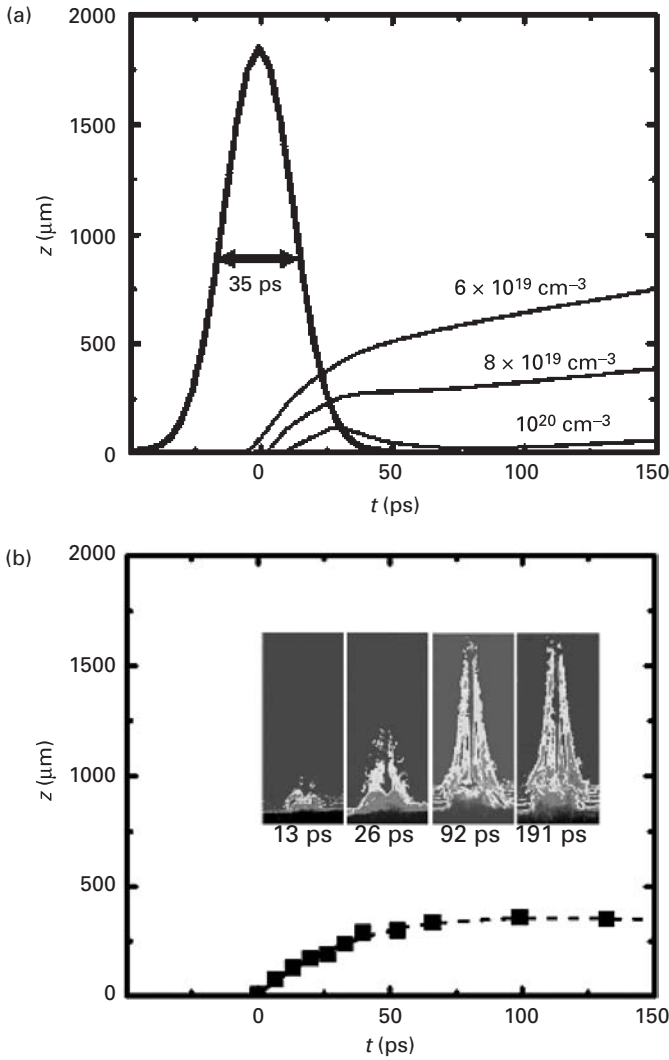 (a)
2000
1500
1000
500
0
z (μm)
35 ps
6 × 10¹⁹ cm⁻³
8 × 10¹⁹ cm⁻³
10²⁰ cm⁻³
0 50 100 150
t (ps)
(b)
2000
1500
1000
500
0
z (μm)
13 ps 26 ps 92 ps 191 ps
0 50 100 150
t (ps)